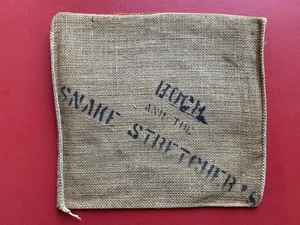 BUCK
AND THE
SNAKE STRETCHER'S